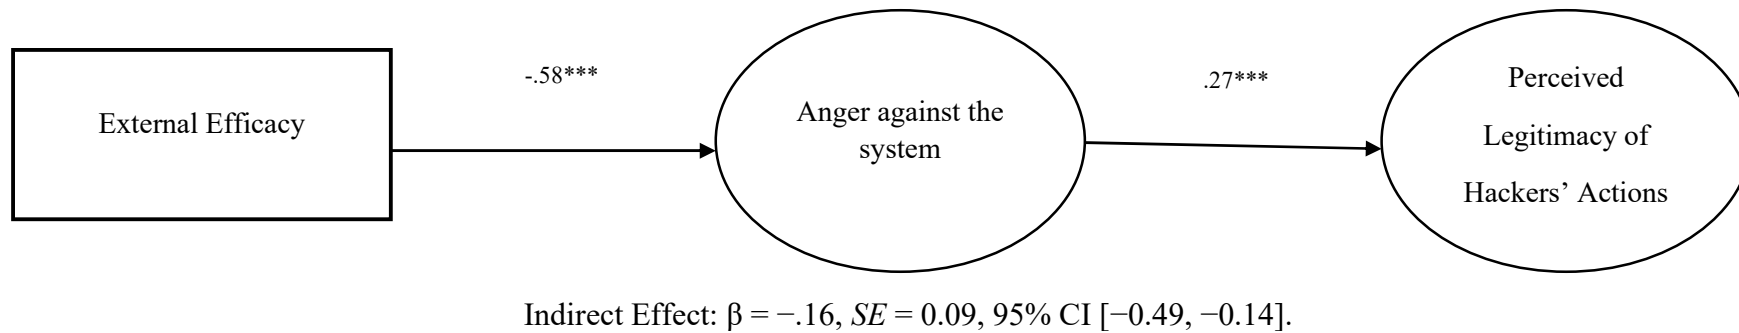 External Efficacy
-.58***
Anger against the
system
.27***
Perceived
Legitimacy of
Hackers’ Actions
Indirect Effect: β = −.16, SE = 0.09, 95% CI [−0.49, −0.14].